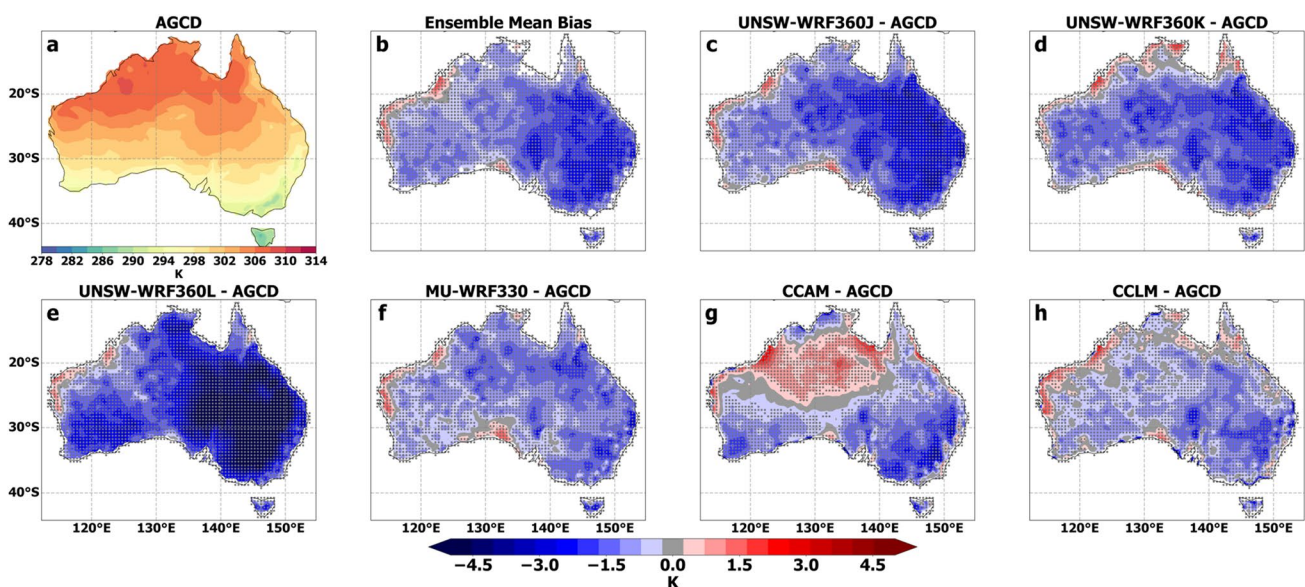 AGCD
Ensemble Mean Bias
UNSW-WRF360J - AGCD
UNSW-WRF360K - AGCD
a
b
c
d
20°S
30°S
40°S
278 282 286 290 294 298 302 306 310 314
K
UNSW-WRF360L - AGCD
MU-WRF330 - AGCD
CCAM - AGCD
CCLM - AGCD
e
f
g
h
20°S
30°S
40°S
120°E 130°E 140°E 150°E
120°E 130°E 140°E 150°E
120°E 130°E 140°E 150°E
120°E 130°E 140°E 150°E
−4.5 −3.0 −1.5 0.0 1.5 3.0 4.5
K